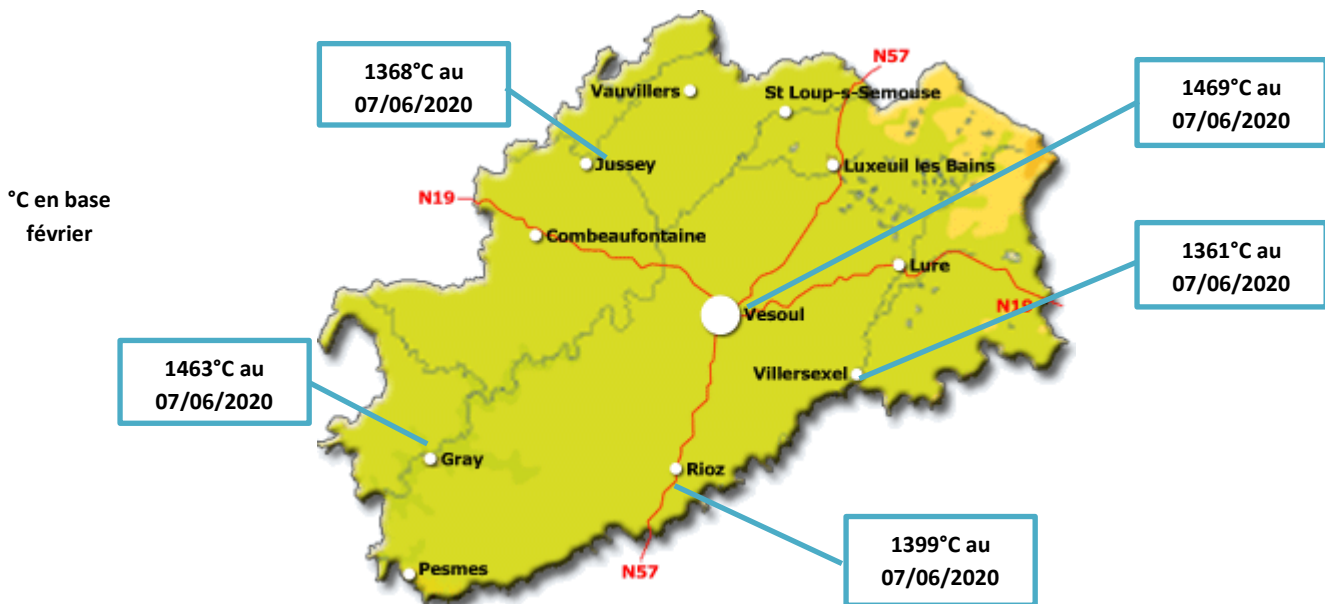 °C en base
février
1368°C au
07/06/2020
1469°C au
07/06/2020
1361°C au
07/06/2020
1463°C au
07/06/2020
1399°C au
07/06/2020
N57
Vauvillers
St Loup-s-Semouse
Jussey
Luxeuil les Bains
N19
Combeaufontaine
Lure
Vesoul
N19
Villersexel
Gray
Rioz
Pesmes
N57